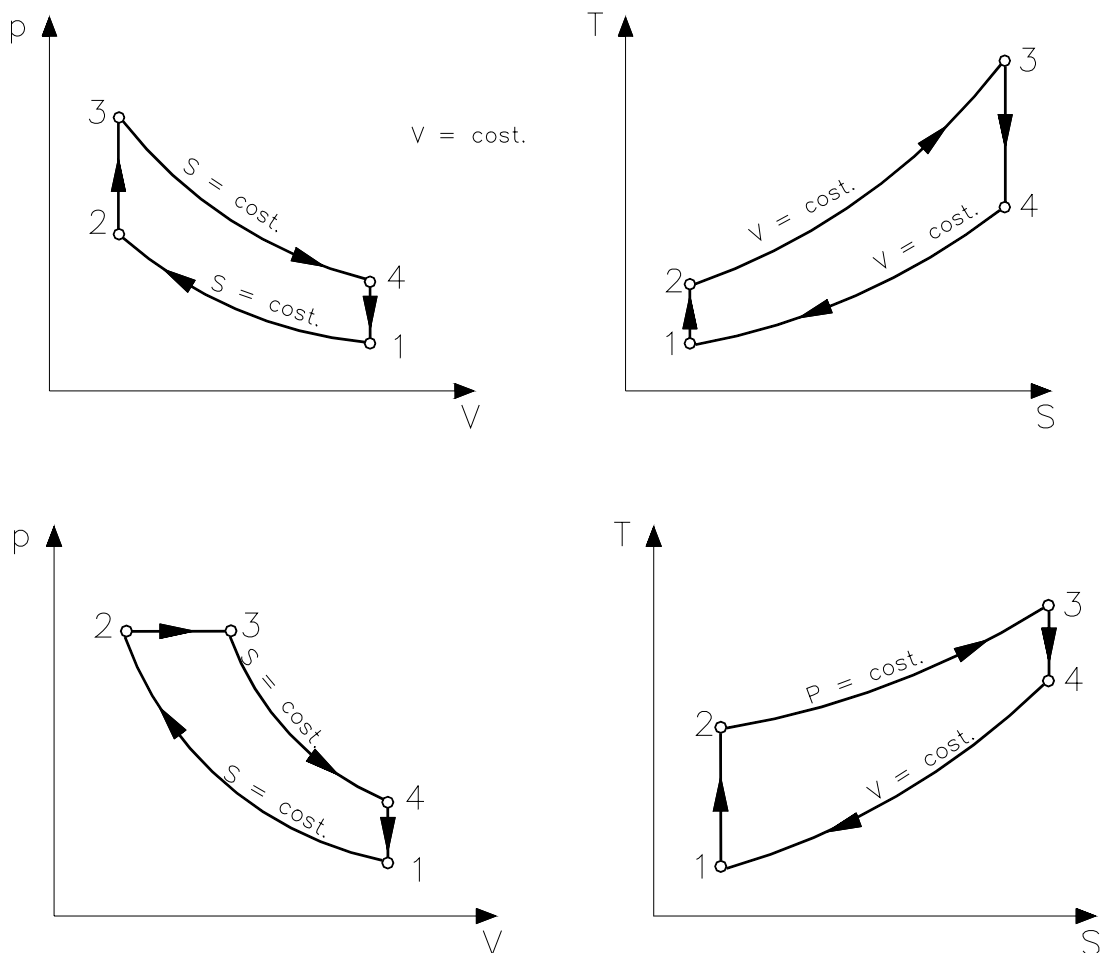 p
3
2
4
1
V
S = cost.
S = cost.
V = cost.
T
3
4
2
1
S
V = cost.
V = cost.
p
2
3
4
1
V
S = cost.
S = cost.
T
3
4
2
1
S
P = cost.
V = cost.